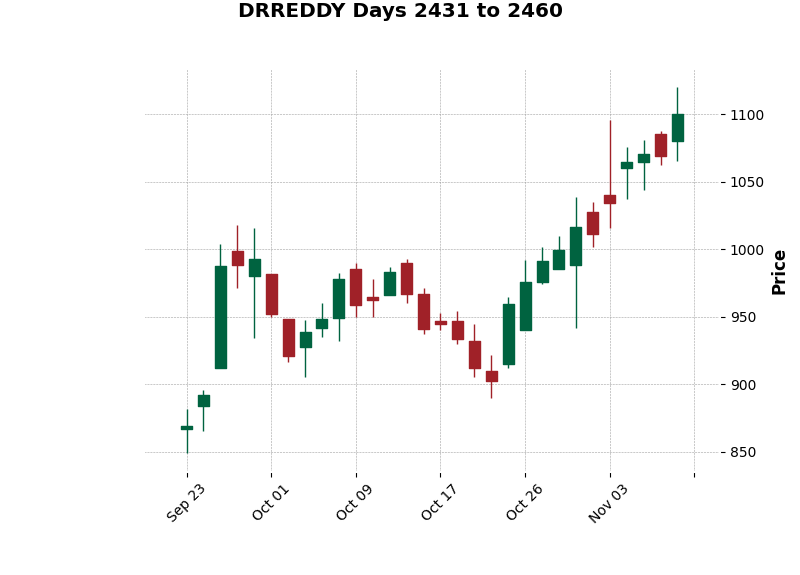 DRREDDY Days 2431 to 2460
1100
1050
1000
950
900
850
Price
Sep 23
Oct 01
Oct 09
Oct 17
Oct 26
Nov 03